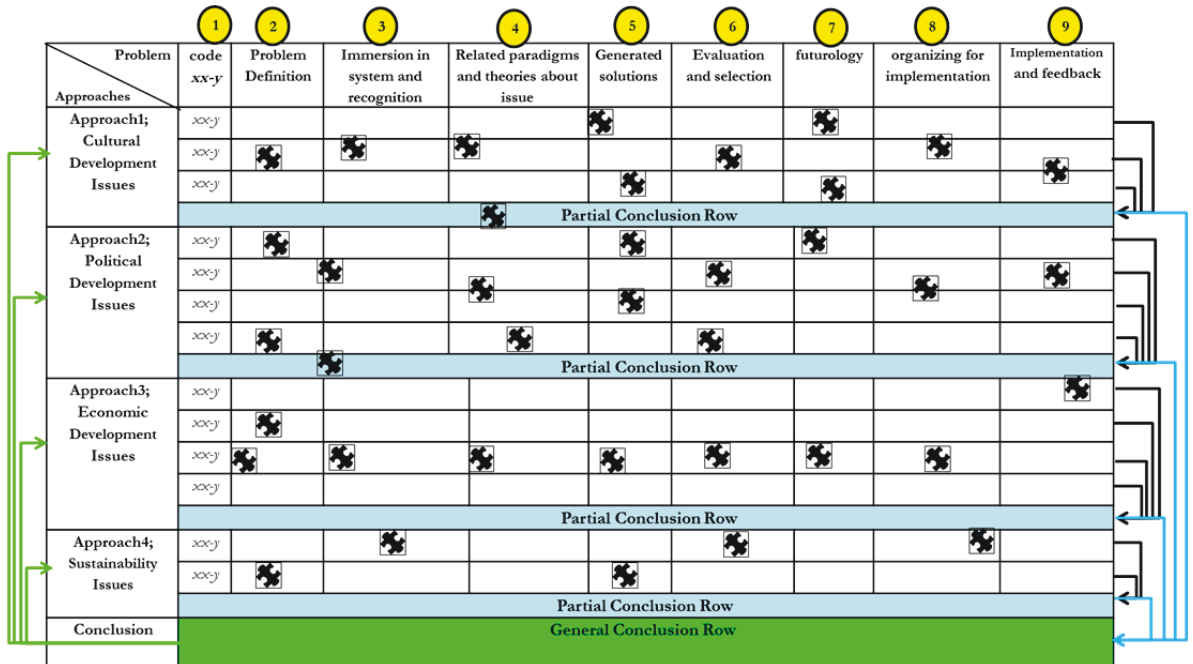 1 2 3 4 5 6 7 8 9
Problem
Approaches
code
xx-y
Problem
Definition
Immersion in
system and
recognition
Related paradigms
and theories about
issue
Generated
solutions
Evaluation
and selection
futurology
organizing for
implementation
Implementation
and feedback
Approach1;
Cultural
Development
Issues
xx-y
xx-y
xx-y
Partial Conclusion Row
Approach2;
Political
Development
Issues
xx-y
xx-y
xx-y
xx-y
Partial Conclusion Row
Approach3;
Economic
Development
Issues
xx-y
xx-y
xx-y
xx-y
Partial Conclusion Row
Approach4;
Sustainability
Issues
xx-y
xx-y
Partial Conclusion Row
Conclusion
General Conclusion Row